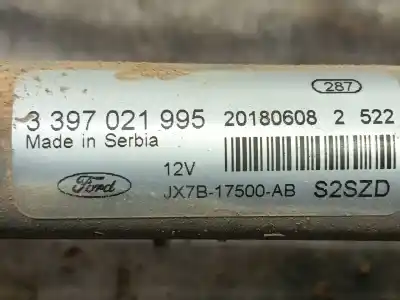 287
3 397 021 995 20180608 2 522
Made in Serbia
12V
Ford JX7B-17500-AB S2SZD